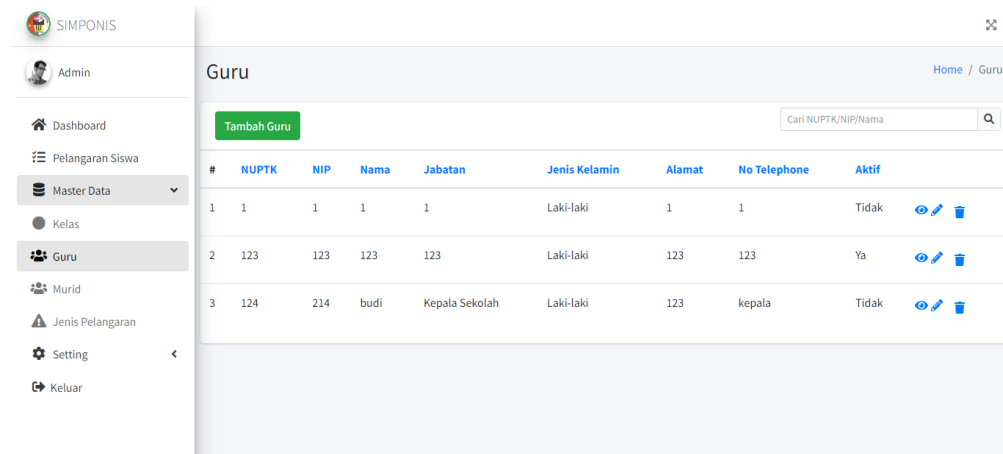 SIMPONIS
Admin
Dashboard
Pelangaran Siswa
Master Data
Kelas
Guru
Murid
Jenis Pelangaran
Setting
Keluar
Guru
Home / Guru
Tambah Guru
Cari NUPTK/NIP/Nama
# NUPTK NIP Nama Jabatan Jenis Kelamin Alamat No Telephone Aktif
1 1 1 1 1 Laki-laki 1 1 Tidak
2 123 123 123 123 Laki-laki 123 123 Ya
3 124 214 budi Kepala Sekolah Laki-laki 123 kepala Tidak